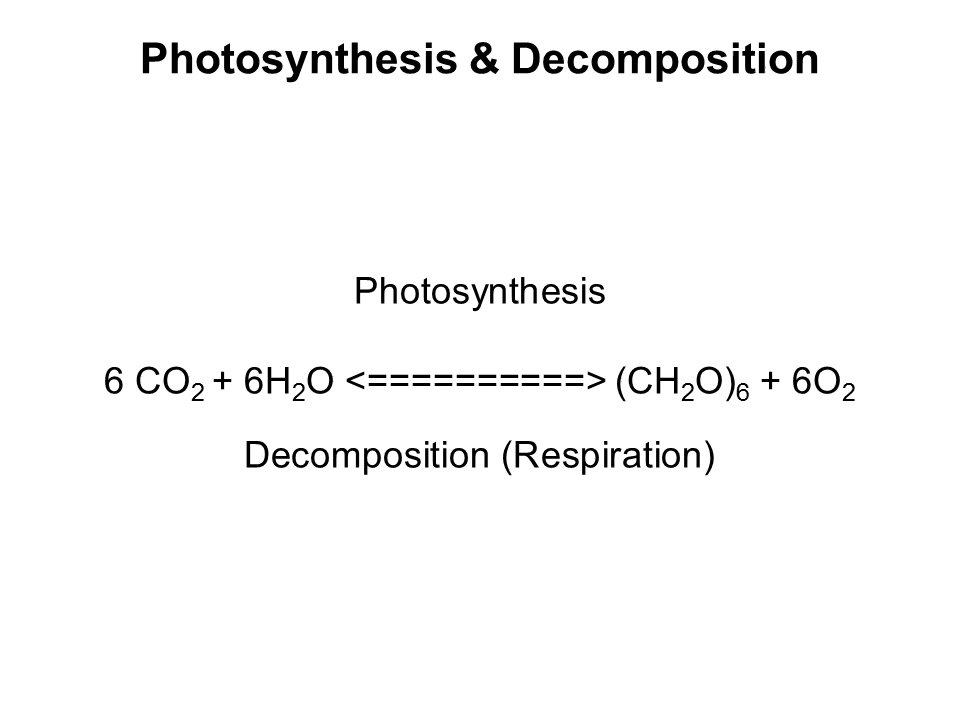 Photosynthesis & Decomposition
Photosynthesis
6 CO₂ + 6H₂O <==========> (CH₂O)₆ + 6O₂
Decomposition (Respiration)